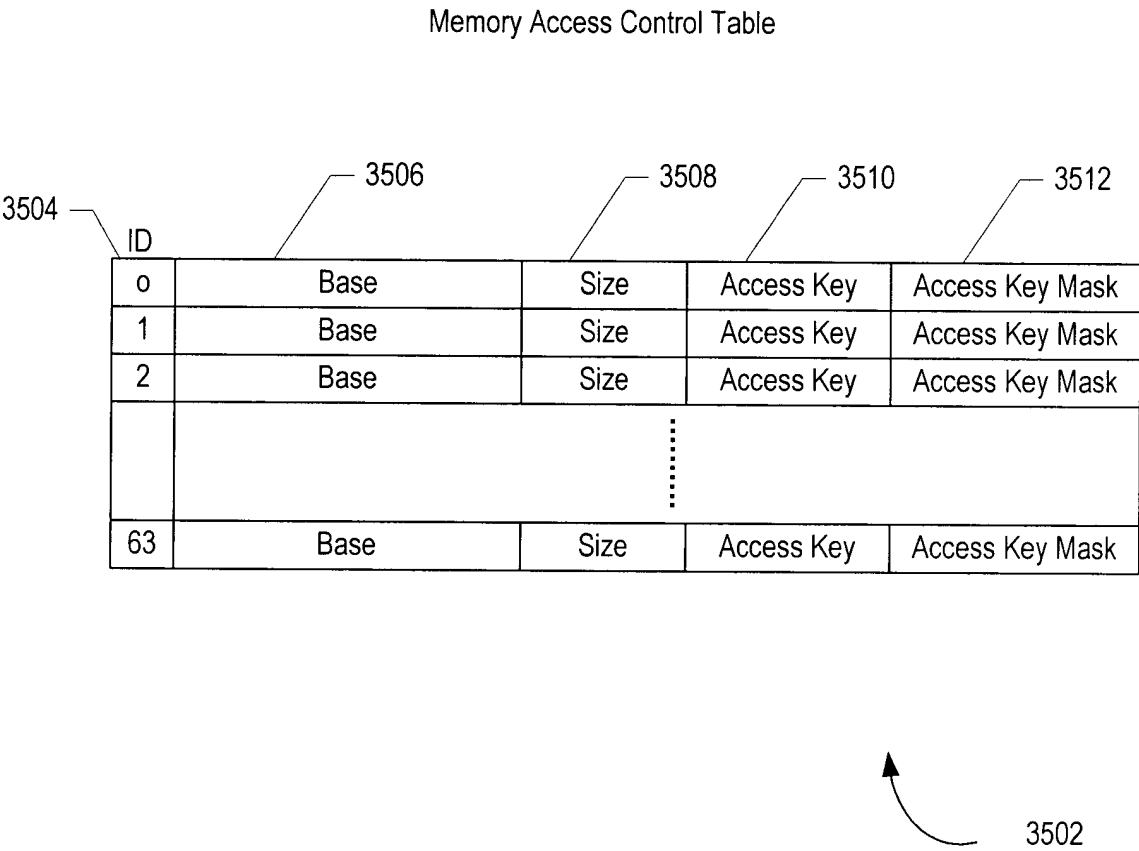 Memory Access Control Table
3506 3508 3510 3512
3504
ID
o Base Size Access Key Access Key Mask
1 Base Size Access Key Access Key Mask
2 Base Size Access Key Access Key Mask
63 Base Size Access Key Access Key Mask
3502